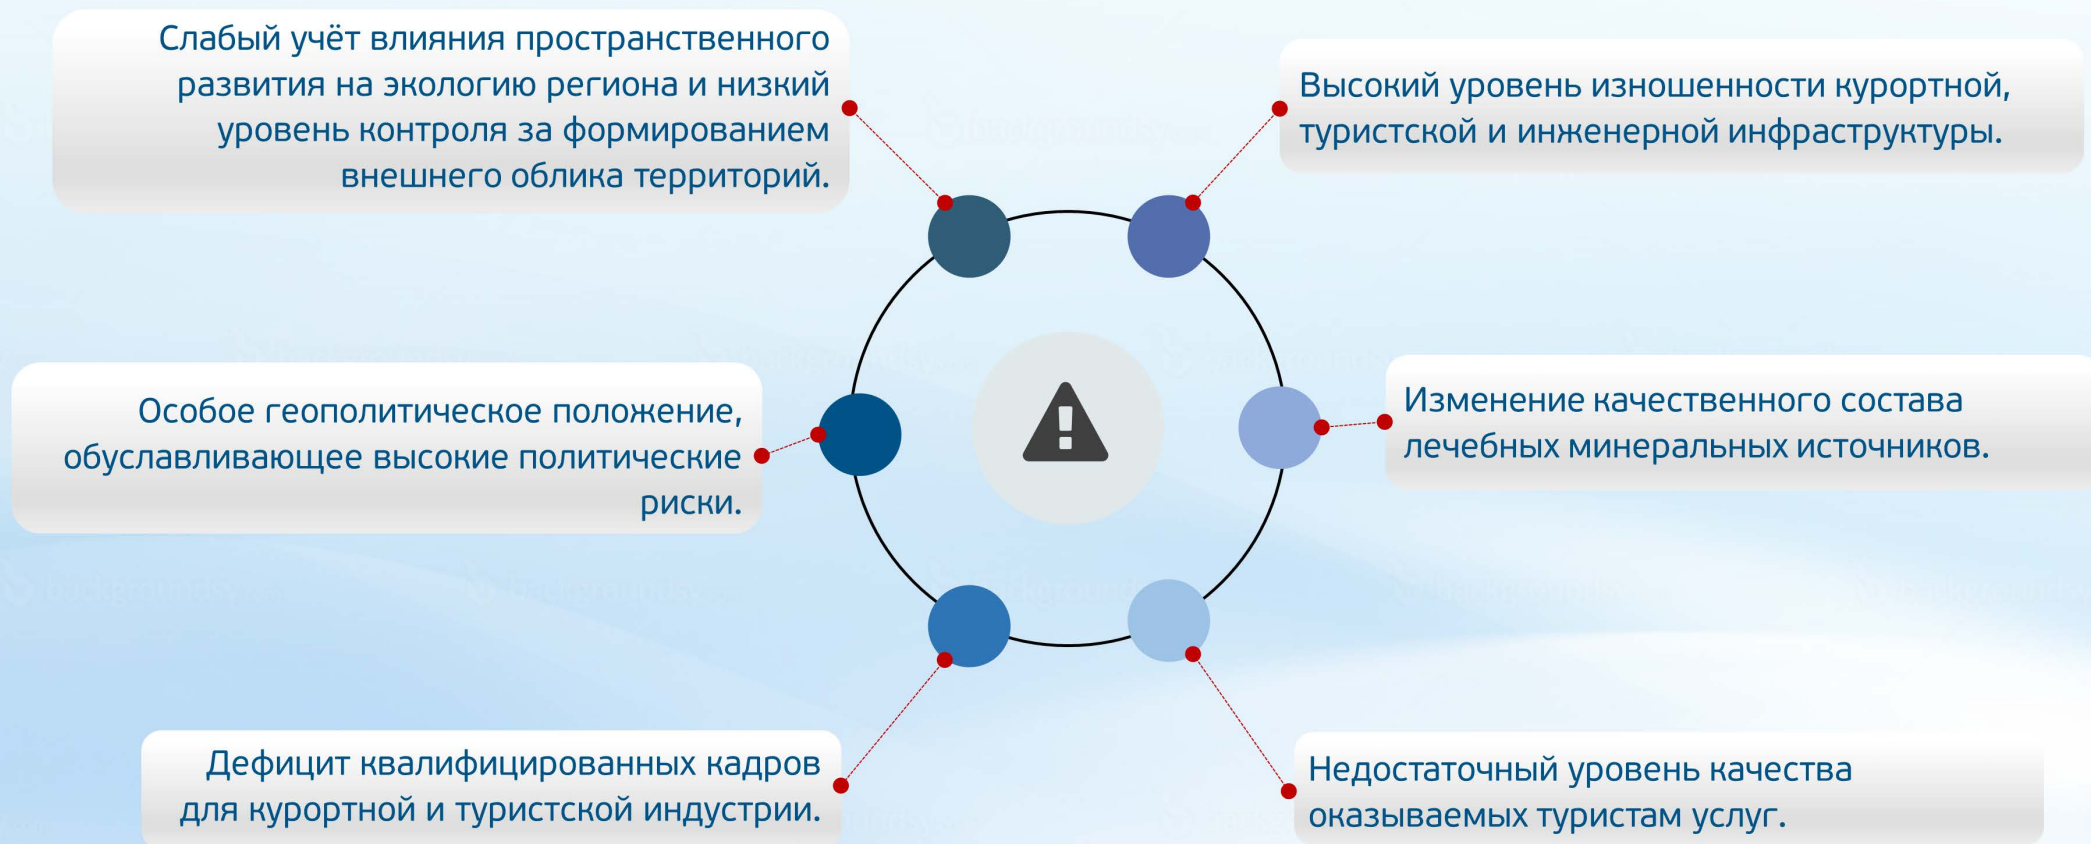 Слабый учёт влияния пространственного
развития на экологию региона и низкий
уровень контроля за формированием
внешнего облика территорий.
Высокий уровень изношенности курортной,
туристской и инженерной инфраструктуры.
Особое геополитическое положение,
обуславливающее высокие политические
риски.
Изменение качественного состава
лечебных минеральных источников.
Дефицит квалифицированных кадров
для курортной и туристской индустрии.
Недостаточный уровень качества
оказываемых туристам услуг.